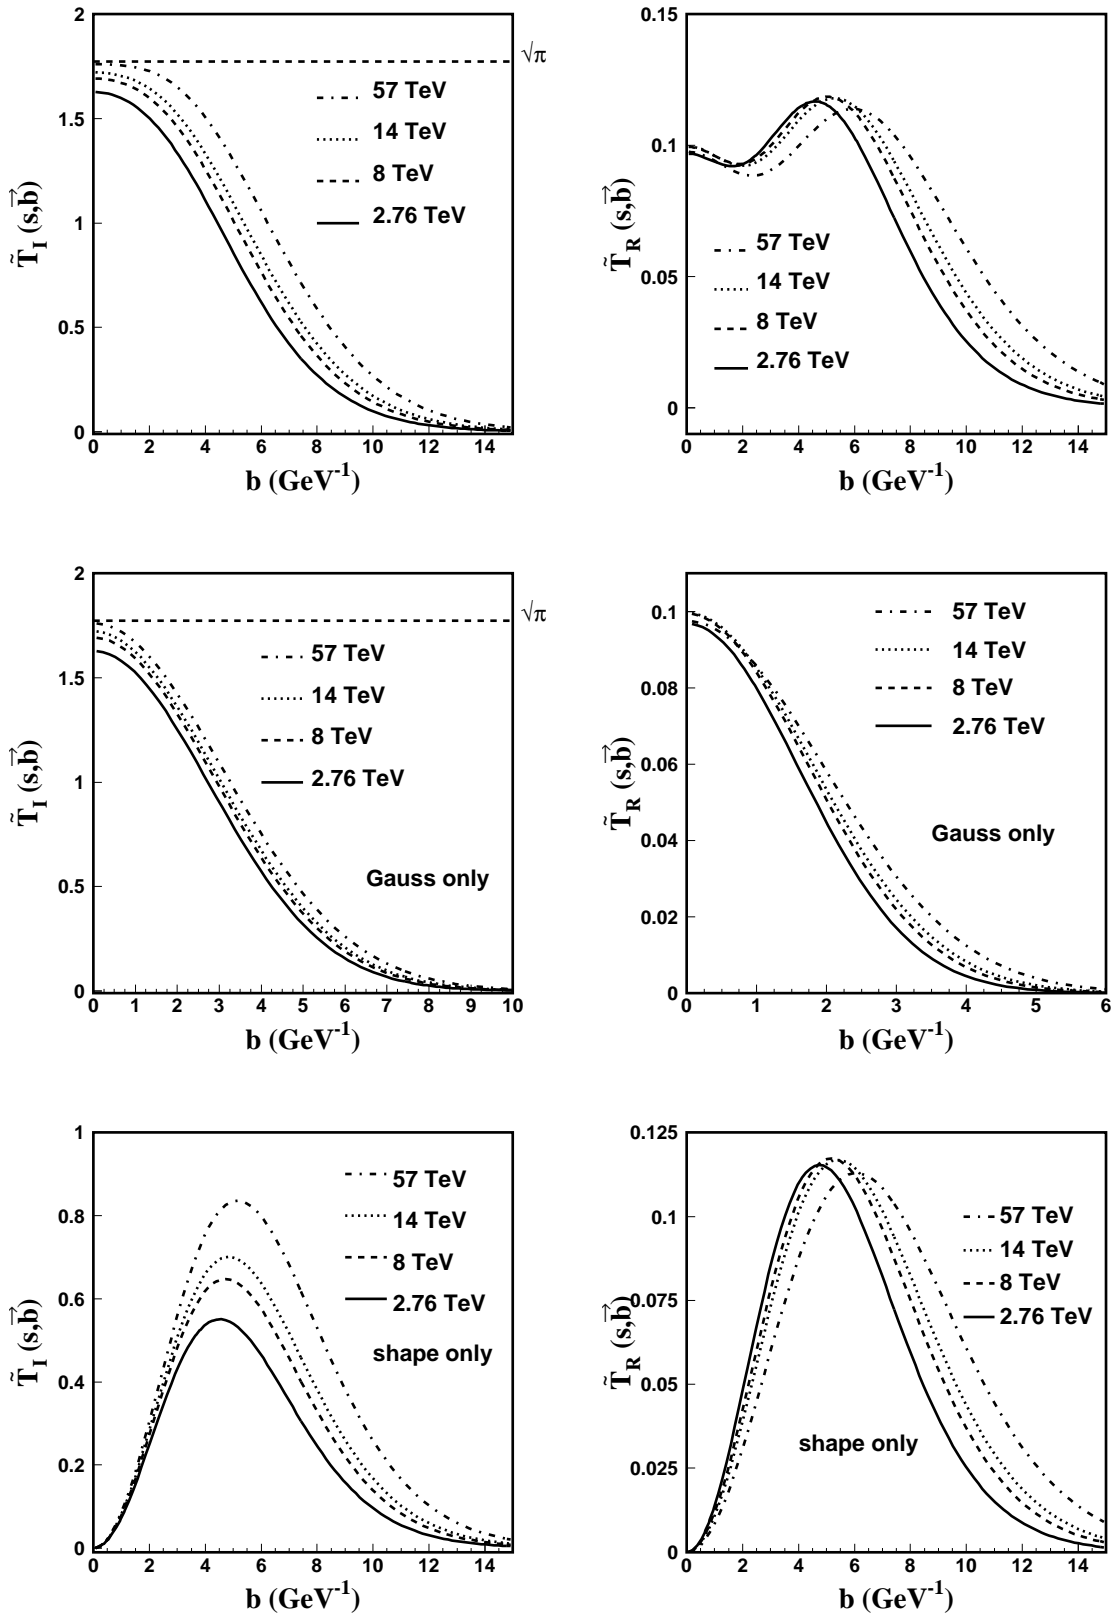 2
1.5
1
0.5
0
0 2 4 6 8 10 12 14
T̃_I (s,b⃗)
b (GeV⁻¹)
√π
57 TeV
14 TeV
8 TeV
2.76 TeV
0.15
0.1
0.05
0
0 2 4 6 8 10 12 14
T̃_R (s,b⃗)
b (GeV⁻¹)
57 TeV
14 TeV
8 TeV
2.76 TeV
2
1.5
1
0.5
0
0 1 2 3 4 5 6 7 8 9 10
T̃_I (s,b⃗)
b (GeV⁻¹)
√π
57 TeV
14 TeV
8 TeV
2.76 TeV
Gauss only
0.1
0.08
0.06
0.04
0.02
0
0 1 2 3 4 5 6
T̃_R (s,b⃗)
b (GeV⁻¹)
57 TeV
14 TeV
8 TeV
2.76 TeV
Gauss only
1
0.8
0.6
0.4
0.2
0
0 2 4 6 8 10 12 14
T̃_I (s,b⃗)
b (GeV⁻¹)
57 TeV
14 TeV
8 TeV
2.76 TeV
shape only
0.125
0.1
0.075
0.05
0.025
0
0 2 4 6 8 10 12 14
T̃_R (s,b⃗)
b (GeV⁻¹)
57 TeV
14 TeV
8 TeV
2.76 TeV
shape only